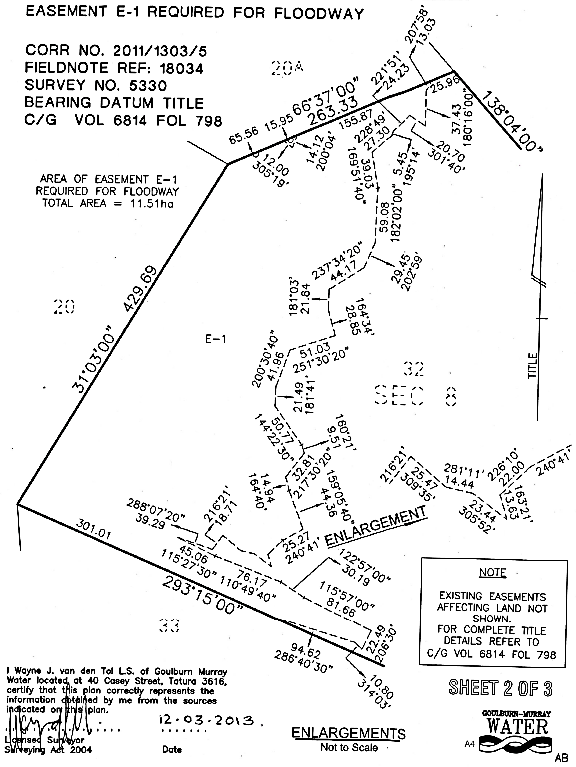 EASEMENT E-1 REQUIRED FOR FLOODWAY
CORR NO. 2011/1303/5
FIELDNOTE REF: 18034
SURVEY NO. 5330
BEARING DATUM TITLE
C/G VOL 6814 FOL 798
20A
207°58'
13.03
221°51'
24.23
25.96
66°37'00"
263.33
138°04'00"
65.56
15.95
155.87
12.00
305°19'
14.12
200°04'
228°49'
27.30
37.43
180°16'00"
20.70
301°40'
5.45
195°14'
39.03
169°51'40"
59.08
182°02'00"
AREA OF EASEMENT E-1
REQUIRED FOR FLOODWAY
TOTAL AREA = 11.51ha
29.45
202°59'
237°34'20"
44.17
181°03'
21.84
164°34'
28.85
429.69
31°03'00"
20
E-1
51.03
251°30'20"
200°30'40"
41.96
32
SEC 8
TITLE
21.49
181°41'
50.77
144°22'30"
160°21'
9.51
32.81
217°30'20"
14.94
164°40'
159°05'40"
44.36
216°21'
25.47
309°35'
281°11'
14.44
226°10'
22.00
240°41'
163°21'
13.63
23.44
305°52'
ENLARGEMENT
288°07'20"
39.29
216°21'
18.71
25.27
240°41'
301.01
45.06
115°27'30"
76.17
110°49'40"
122°57'00"
30.19
115°57'00"
81.66
293°15'00"
22.49
206°30'
33
94.62
286°40'30"
10.80
314°03'
NOTE
EXISTING EASEMENTS
AFFECTING LAND NOT
SHOWN.
FOR COMPLETE TITLE
DETAILS REFER TO
C/G VOL 6814 FOL 798
I Wayne J. van den Tol L.S. of Goulburn Murray
Water located at 40 Casey Street, Tatura 3616,
certify that this plan correctly represents the
information obtained by me from the sources
indicated on this plan.
12-03-2013.
Licensed Surveyor
Surveying Act 2004
Date
ENLARGEMENTS
Not to Scale
SHEET 2 OF 3
GOULBURN-MURRAY
WATER
A4
AB